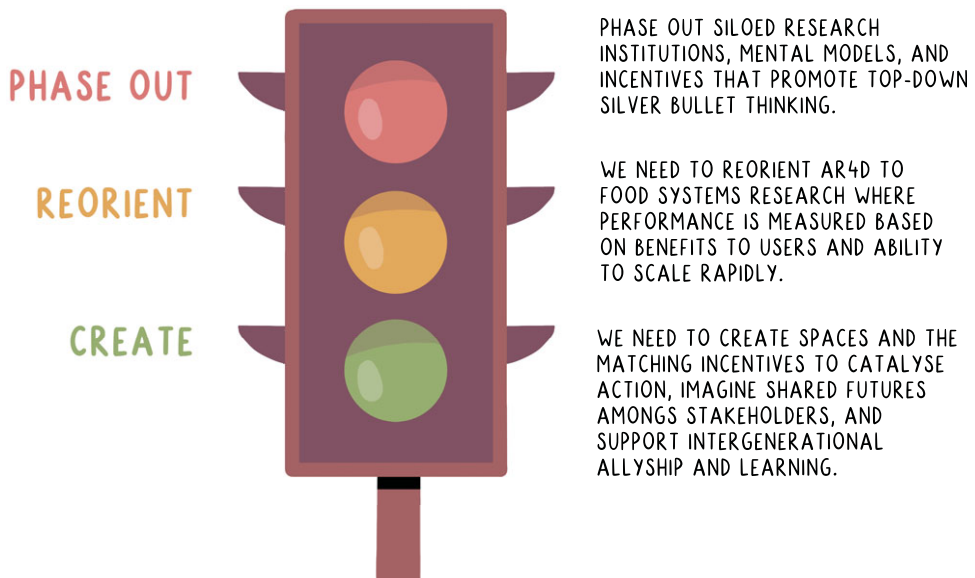 PHASE OUT
PHASE OUT SILOED RESEARCH
INSTITUTIONS, MENTAL MODELS, AND
INCENTIVES THAT PROMOTE TOP-DOWN
SILVER BULLET THINKING.
REORIENT
WE NEED TO REORIENT AR4D TO
FOOD SYSTEMS RESEARCH WHERE
PERFORMANCE IS MEASURED BASED
ON BENEFITS TO USERS AND ABILITY
TO SCALE RAPIDLY.
CREATE
WE NEED TO CREATE SPACES AND THE
MATCHING INCENTIVES TO CATALYSE
ACTION, IMAGINE SHARED FUTURES
AMONGS STAKEHOLDERS, AND
SUPPORT INTERGENERATIONAL
ALLYSHIP AND LEARNING.